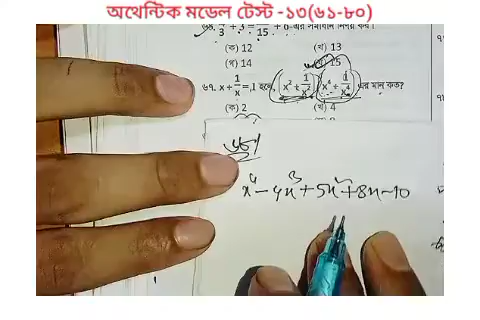 অথেন্টিক মডেল টেস্ট -১৩(৬১-৮০)
(ক) 12 (খ) 13
(গ) 14 15
৬৭. x + 1/x = 1 হলে, (x² + 1/x²) (x⁴ + 1/x⁴) এর মান কত?
(ক) 2 (খ) 4
x⁴ - 4x³ + 5x² + 8x - 10